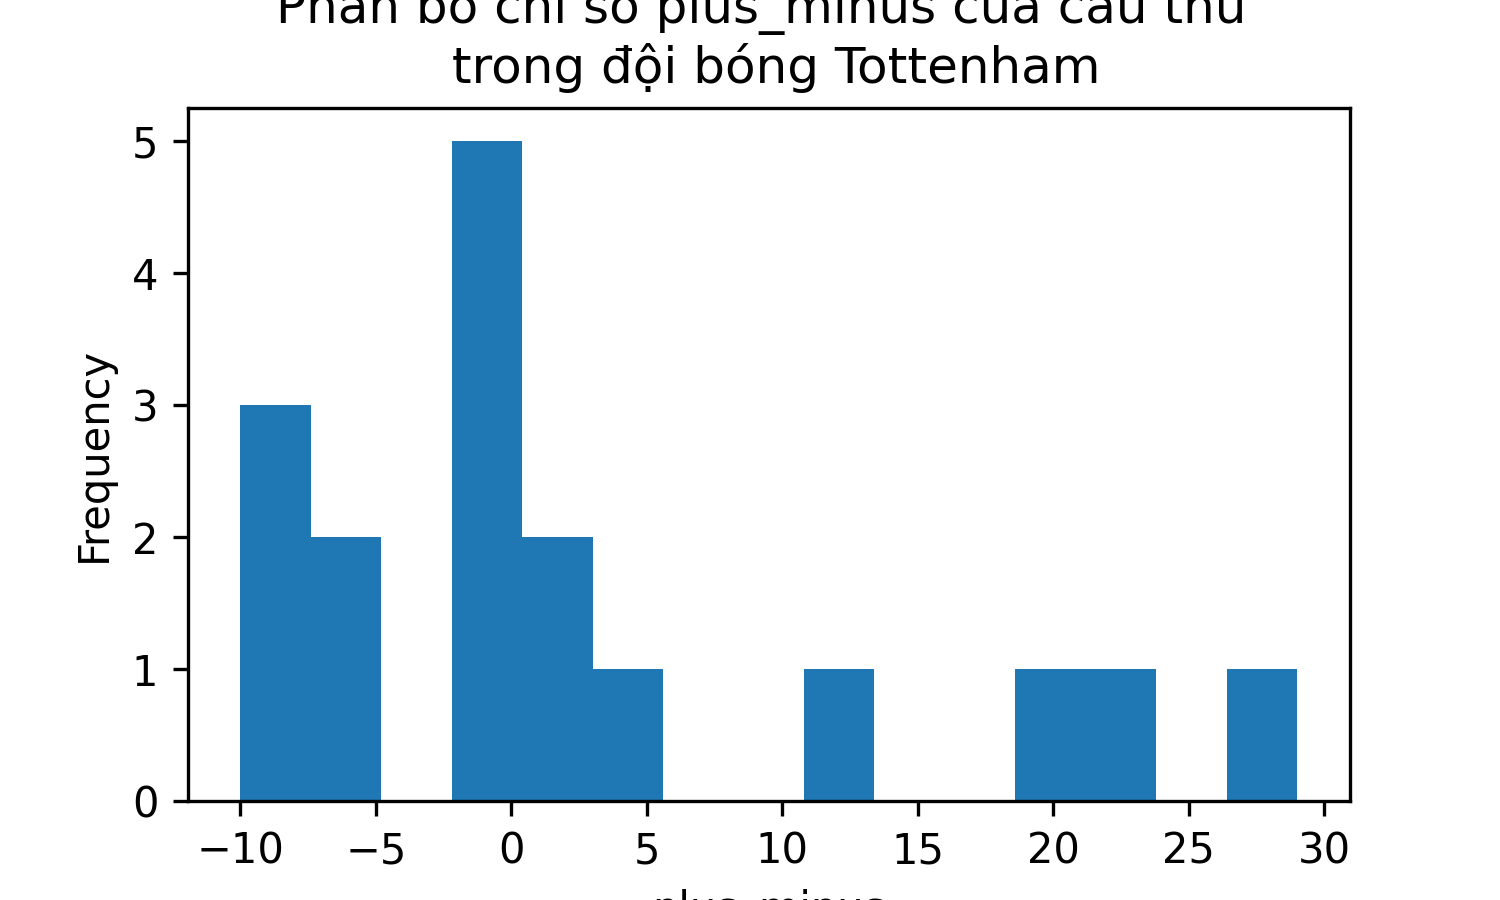 Phân bố chỉ số plus_minus của cầu thủ
trong đội bóng Tottenham
5
4
3
2
1
0
Frequency
−10 −5 0 5 10 15 20 25 30
plus_minus